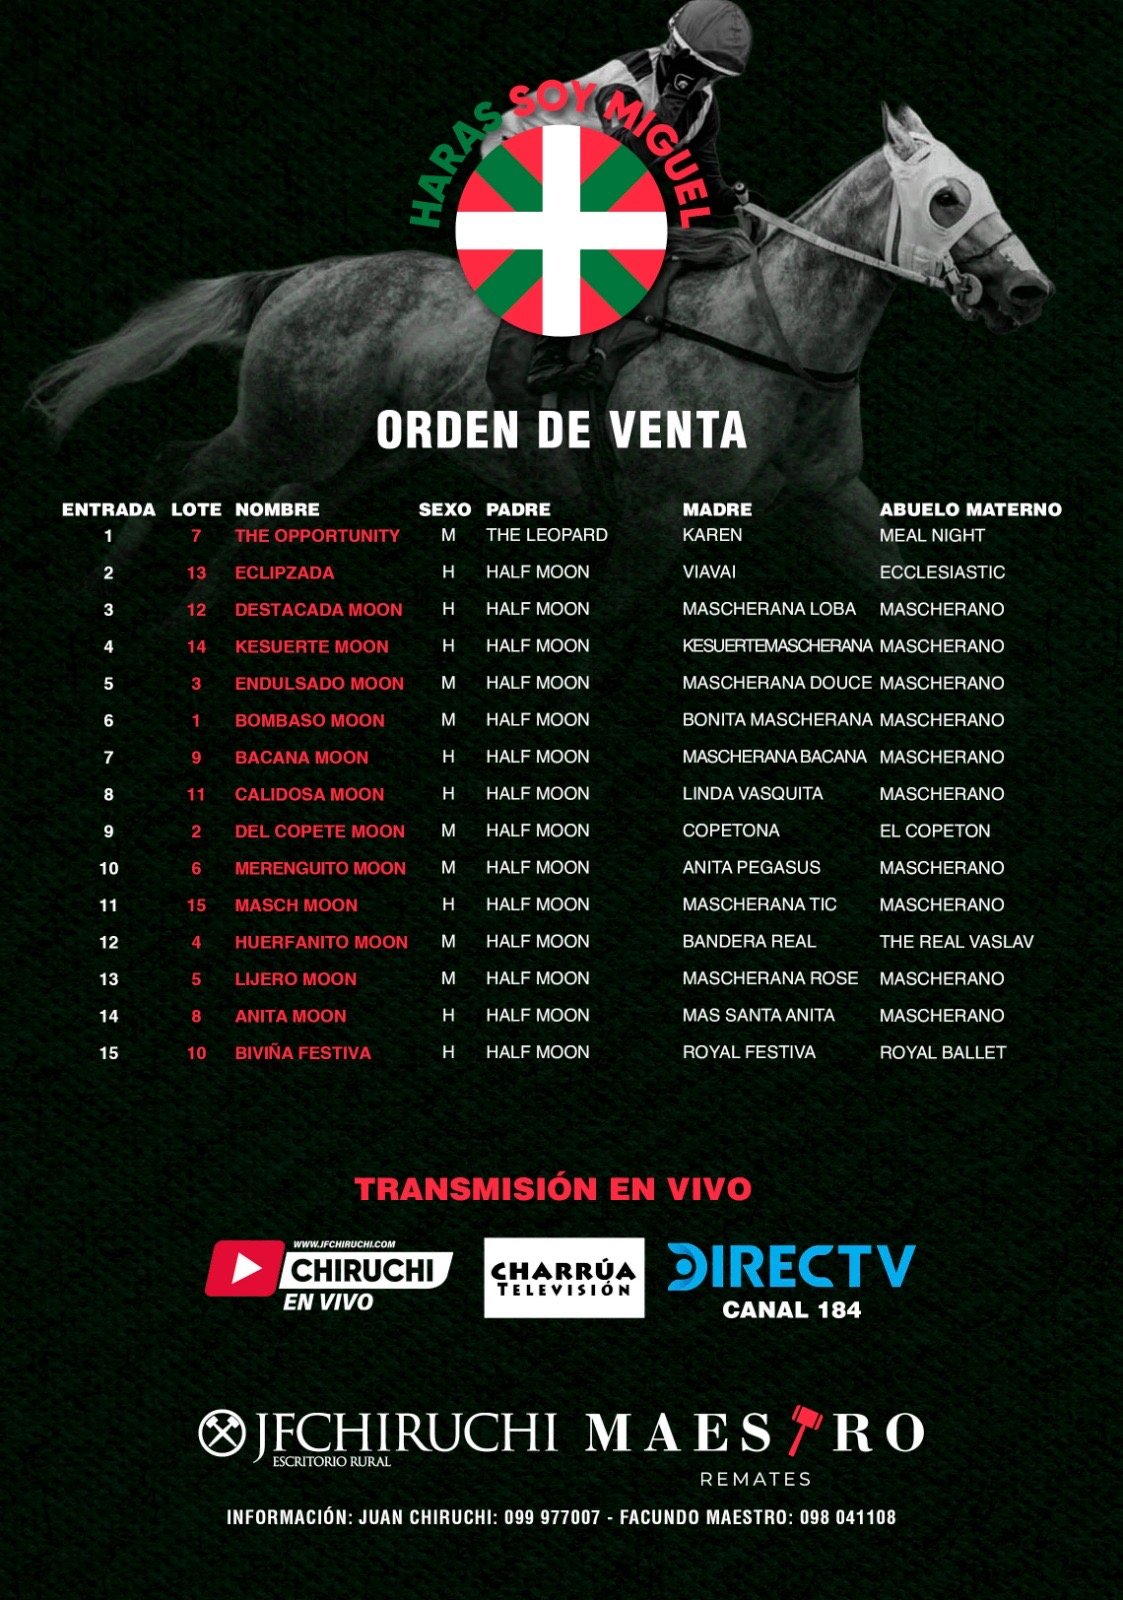 HARAS SOY MIGUEL
ORDEN DE VENTA
ENTRADA LOTE NOMBRE SEXO PADRE MADRE ABUELO MATERNO
1 7 THE OPPORTUNITY M THE LEOPARD KAREN MEAL NIGHT
2 13 ECLIPZADA H HALF MOON VIAVAI ECCLESIASTIC
3 12 DESTACADA MOON H HALF MOON MASCHERANA LOBA MASCHERANO
4 14 KESUERTE MOON H HALF MOON KESUERTEMASCHERANA MASCHERANO
5 3 ENDULSADO MOON M HALF MOON MASCHERANA DOUCE MASCHERANO
6 1 BOMBASO MOON M HALF MOON BONITA MASCHERANA MASCHERANO
7 9 BACANA MOON H HALF MOON MASCHERANA BACANA MASCHERANO
8 11 CALIDOSA MOON H HALF MOON LINDA VASQUITA MASCHERANO
9 2 DEL COPETE MOON M HALF MOON COPETONA EL COPETON
10 6 MERENGUITO MOON M HALF MOON ANITA PEGASUS MASCHERANO
11 15 MASCH MOON H HALF MOON MASCHERANA TIC MASCHERANO
12 4 HUERFANITO MOON M HALF MOON BANDERA REAL THE REAL VASLAV
13 5 LIJERO MOON M HALF MOON MASCHERANA ROSE MASCHERANO
14 8 ANITA MOON H HALF MOON MAS SANTA ANITA MASCHERANO
15 10 BIVIÑA FESTIVA H HALF MOON ROYAL FESTIVA ROYAL BALLET
TRANSMISIÓN EN VIVO
WWW.JFCHIRUCHI.COM
CHIRUCHI
EN VIVO
CHARRÚA
TELEVISIÓN
DIRECTV
CANAL 184
JFCHIRUCHI
ESCRITORIO RURAL
MAESTRO
REMATES
INFORMACIÓN: JUAN CHIRUCHI: 099 977007 - FACUNDO MAESTRO: 098 041108